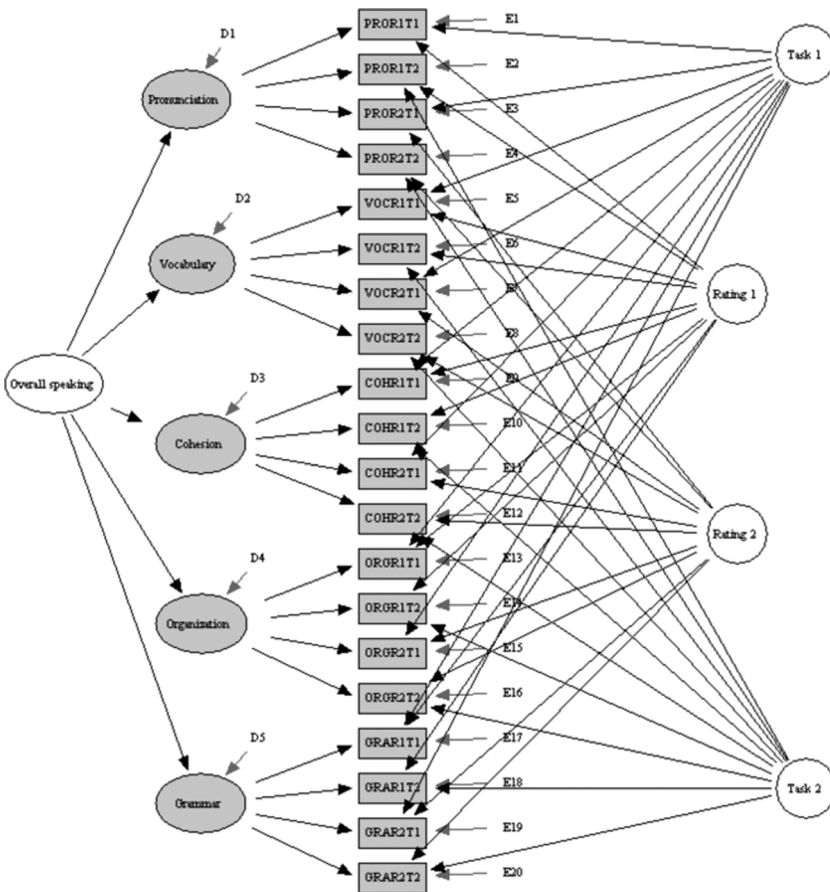 PROR1T1
E1
D1
Task 1
PROR1T2
E2
Pronunciation
PROR2T1
E3
PROR2T2
E4
D2
VOCR1T1
E5
VOCR1T2
E6
Vocabulary
VOCR2T1
Rating 1
VOCR2T2
E8
Overall speaking
D3
COHR1T1
E9
COHR1T2
E10
Cohesion
COHR2T1
E11
COHR2T2
E12
Rating 2
D4
ORGR1T1
E13
ORGR1T2
E14
Organization
ORGR2T1
E15
ORGR2T2
E16
D5
GRAR1T1
E17
GRAR1T2
E18
Task 2
Grammar
GRAR2T1
E19
GRAR2T2
E20